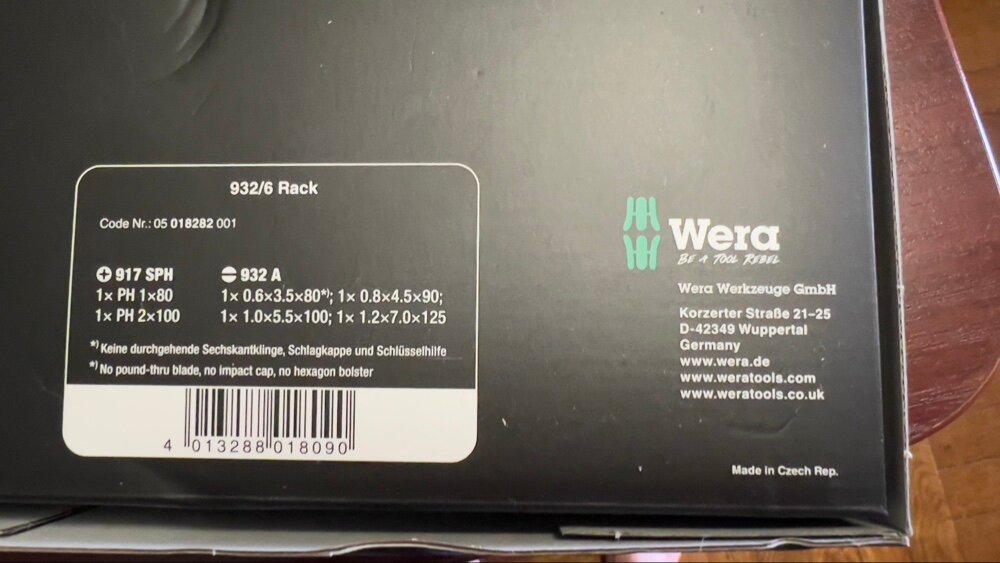 932/6 Rack
Code Nr.: 05 018282 001
917 SPH
1× PH 1×80
1× PH 2×100
932 A
1× 0.6×3.5×80*); 1× 0.8×4.5×90;
1× 1.0×5.5×100; 1× 1.2×7.0×125
*) Keine durchgehende Sechskantklinge, Schlagkappe und Schlüsselhilfe
*) No pound-thru blade, no impact cap, no hexagon bolster
4 013288 018090
Wera
BE A TOOL REBEL
Wera Werkzeuge GmbH
Korzerter Straße 21–25
D-42349 Wuppertal
Germany
www.wera.de
www.weratools.com
www.weratools.co.uk
Made in Czech Rep.